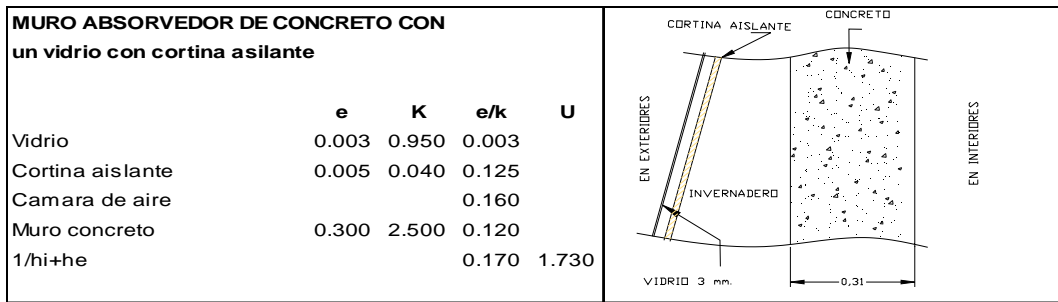 MURO ABSORVEDOR DE CONCRETO CON
un vidrio con cortina asilante
e K e/k U
Vidrio 0.003 0.950 0.003
Cortina aislante 0.005 0.040 0.125
Camara de aire 0.160
Muro concreto 0.300 2.500 0.120
1/hi+he 0.170 1.730
CORTINA AISLANTE
CONCRETO
EN EXTERIORES
INVERNADERO
EN INTERIORES
VIDRIO 3 mm.
0,31